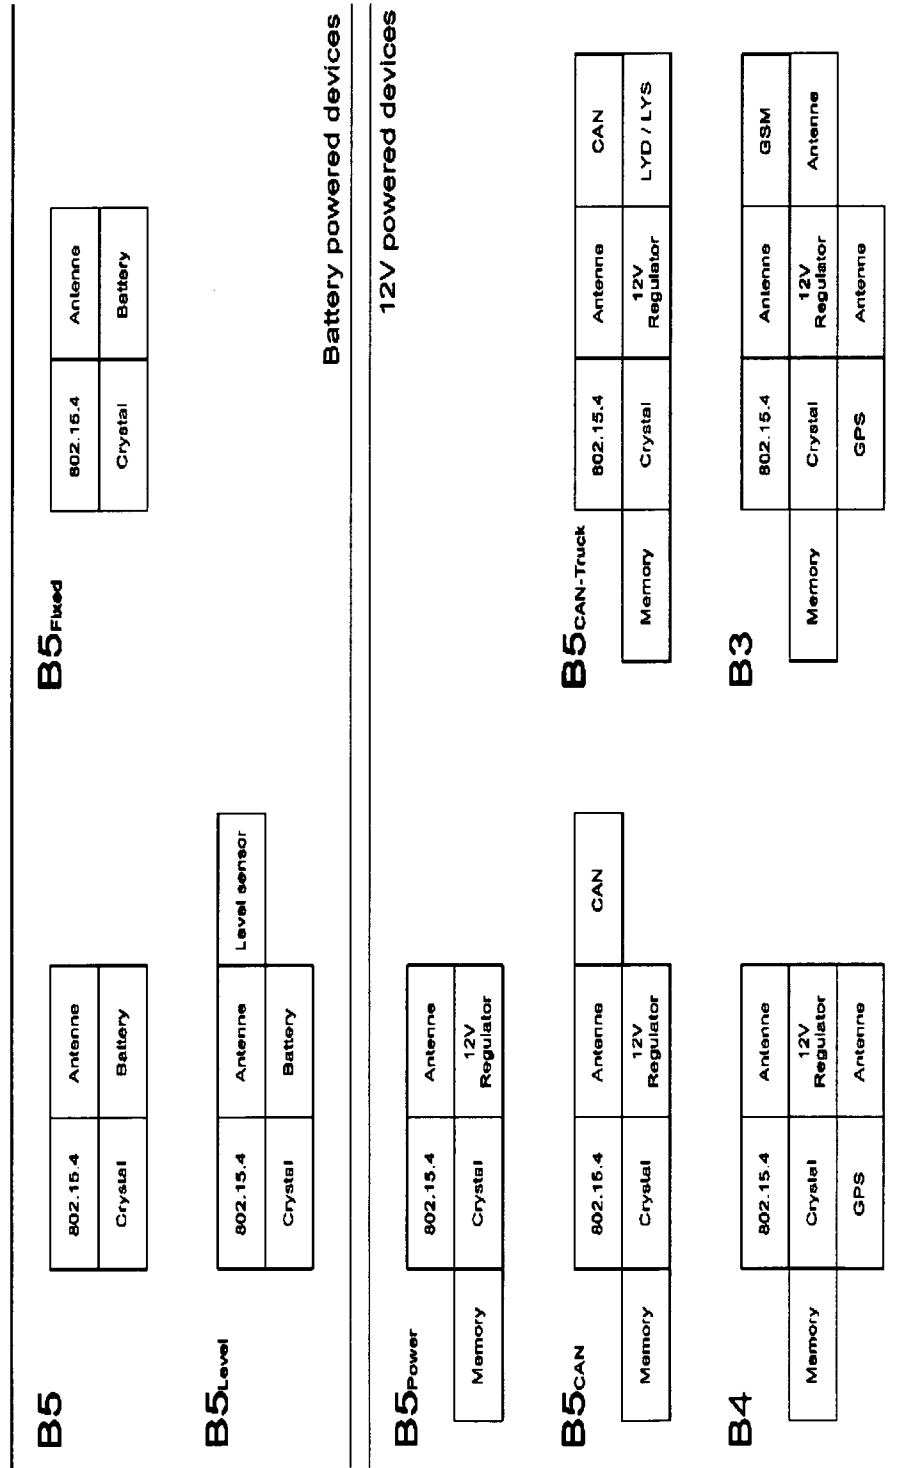 B5
802.15.4
Antenne
Crystal
Battery
B5Fixed
802.15.4
Antenne
Crystal
Battery
B5Level
802.15.4
Antenne
Level sensor
Crystal
Battery
Battery powered devices
12V powered devices
B5Power
802.15.4
Antenne
Memory
Crystal
12V
Regulator
B5CAN
802.15.4
Antenne
CAN
Memory
Crystal
12V
Regulator
B5CAN-Truck
802.15.4
Antenne
CAN
Memory
Crystal
12V
Regulator
LYD / LYS
B4
802.15.4
Antenne
Memory
Crystal
12V
Regulator
GPS
Antenne
B3
802.15.4
Antenne
GSM
Memory
Crystal
12V
Regulator
Antenne
GPS
Antenne